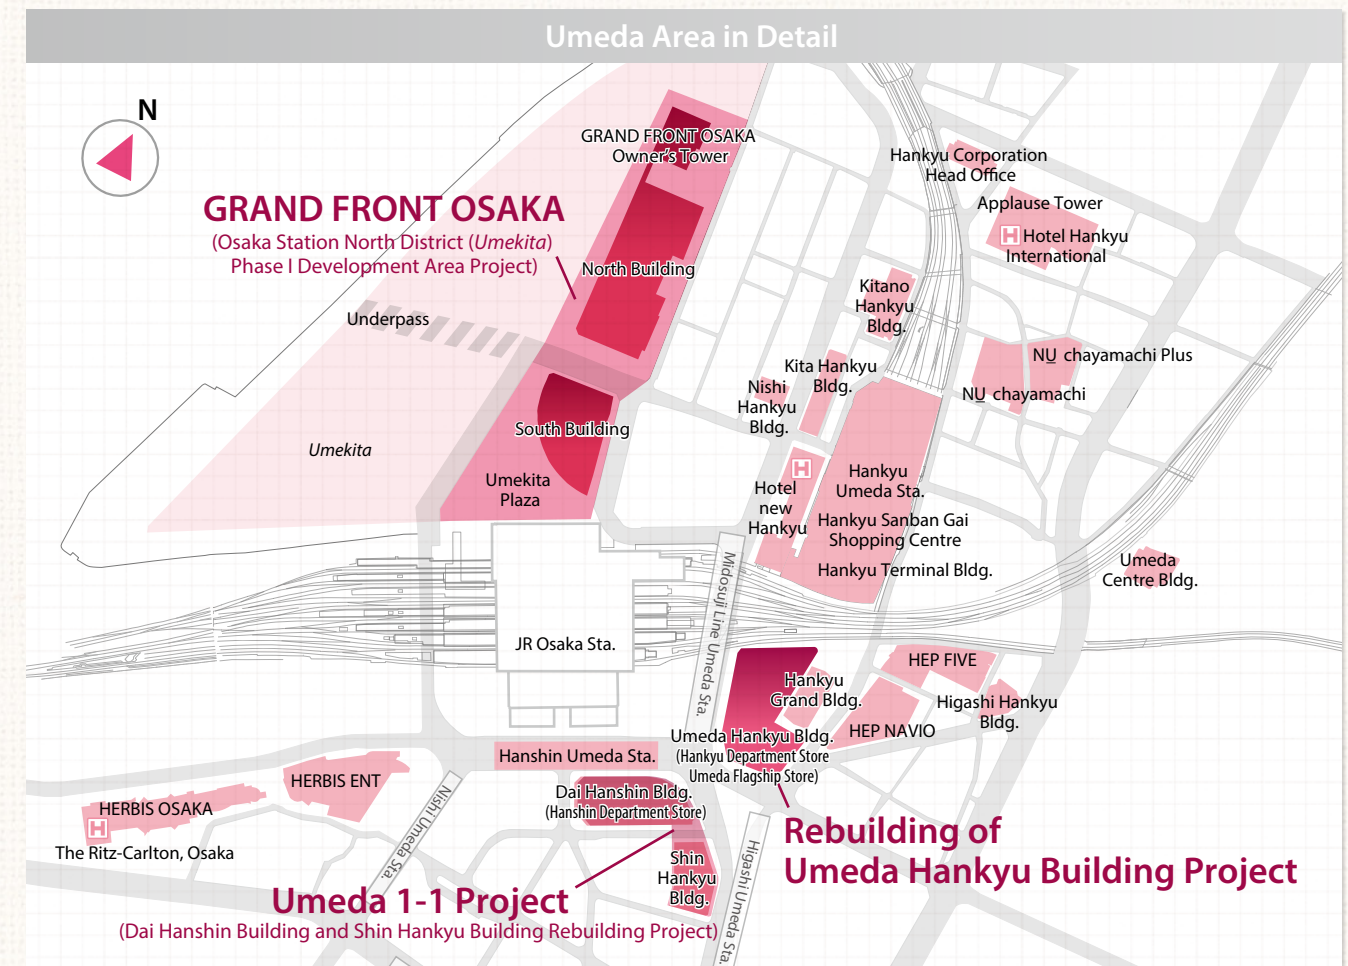 Umeda Area in Detail
N
GRAND FRONT OSAKA
Owner's Tower
Hankyu Corporation
Head Office
GRAND FRONT OSAKA
(Osaka Station North District (Umekita)
Phase I Development Area Project)
Applause Tower
H Hotel Hankyu
International
North Building
Kitano
Hankyu
Bldg.
Underpass
NU chayamachi Plus
Kita Hankyu
Bldg.
Nishi
Hankyu
Bldg.
NU chayamachi
South Building
Umekita
Umekita
Plaza
H
Hotel
new
Hankyu
Hankyu
Umeda Sta.
Hankyu Sanban Gai
Shopping Centre
Hankyu Terminal Bldg.
Umeda
Centre Bldg.
Midosuji Line Umeda Sta.
JR Osaka Sta.
HEP FIVE
Hankyu
Grand Bldg.
Higashi Hankyu
Bldg.
HEP NAVIO
Umeda Hankyu Bldg.
(Hankyu Department Store
Umeda Flagship Store)
Hanshin Umeda Sta.
HERBIS ENT
Dai Hanshin Bldg.
(Hanshin Department Store)
HERBIS OSAKA
H
The Ritz-Carlton, Osaka
Nishi Umeda Sta.
Rebuilding of
Umeda Hankyu Building Project
Shin
Hankyu
Bldg.
Higashi Umeda Sta.
Umeda 1-1 Project
(Dai Hanshin Building and Shin Hankyu Building Rebuilding Project)